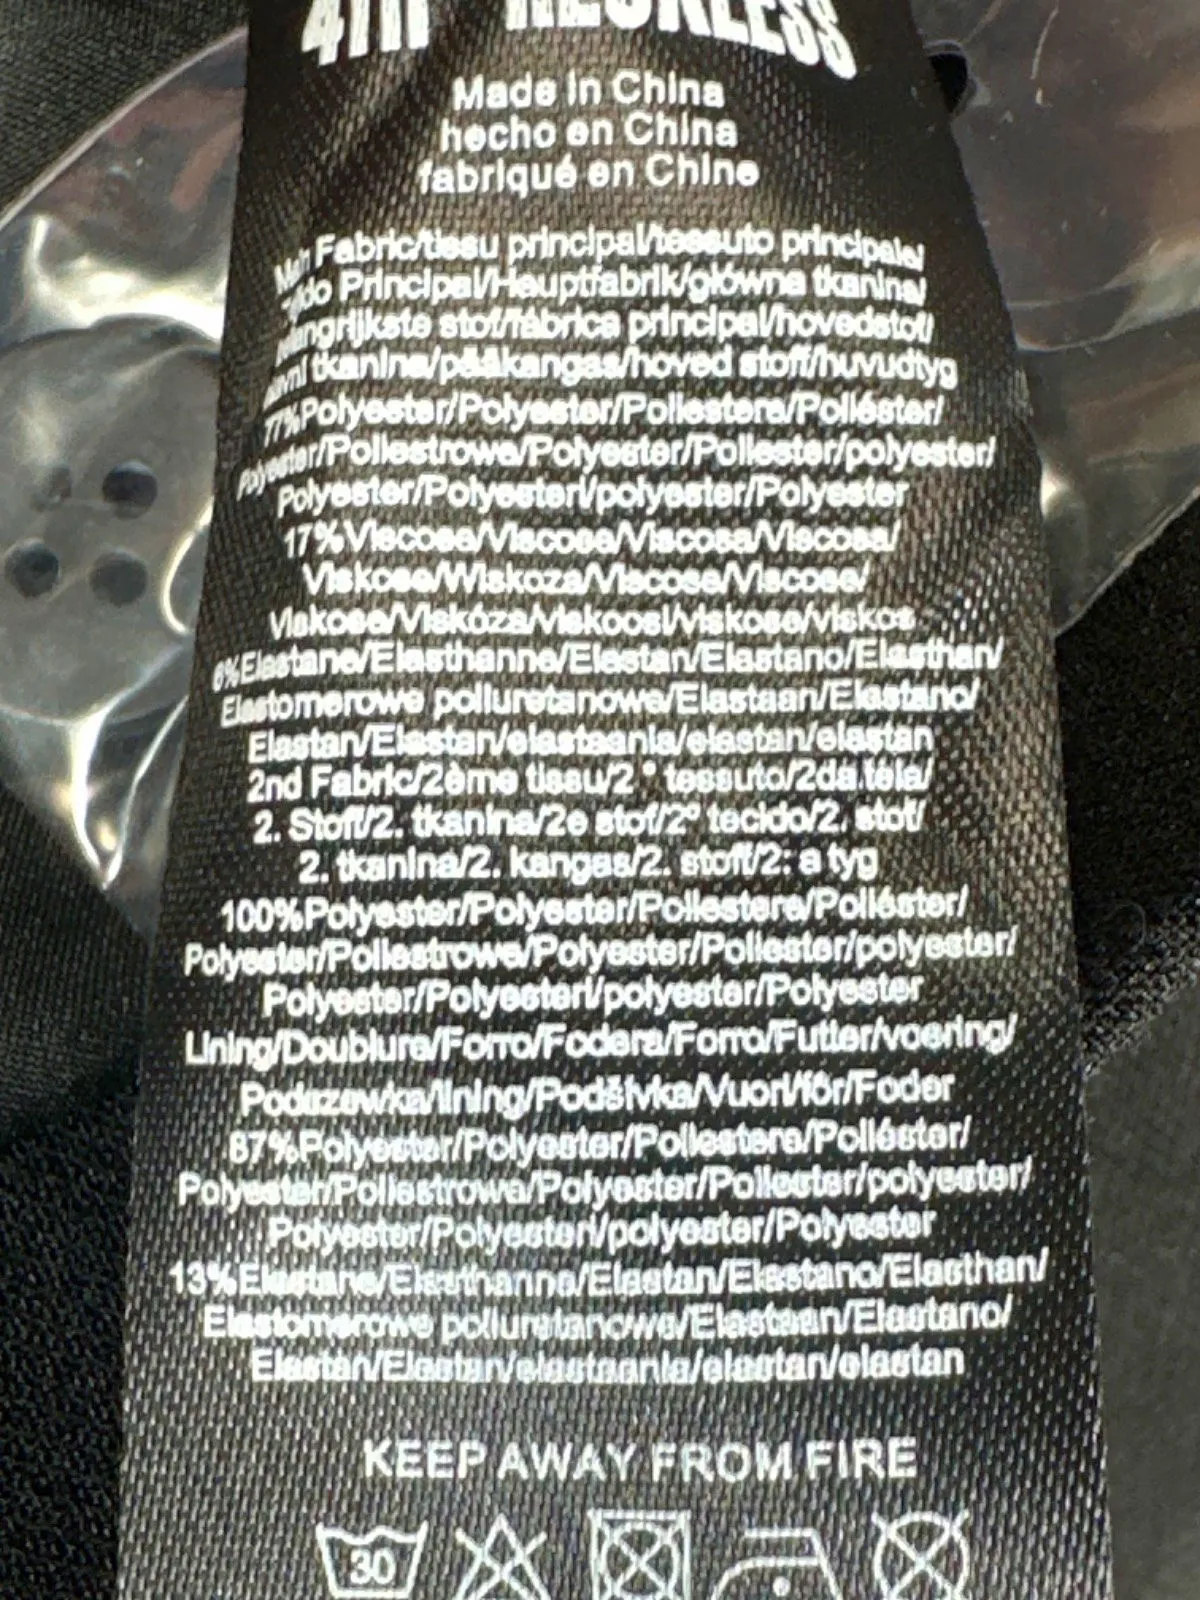 4TH RECKLESS
Made in China
hecho en China
fabriqué en Chine
Main Fabric/tissu principal/tessuto principale/
Principal/Hauptfabrik/główna tkanina/
stof/fábrica principal/hovedstof/
tkanina/pääkangas/hoved stoff/huvudtyg
77%Polyester/Polyester/Poliestere/Poliéster/
Polyester/Poliestrowe/Polyester/Poliester/polyester/
Polyester/Polyesteri/polyester/Polyester
17%Viscose/Viscose/Viscosa/Viscosa/
Viskose/Wiskoza/Viscose/Viscose/
Viskose/Viskóza/viskoosi/viskose/viskos
6%Elastane/Elasthanne/Elastan/Elastano/Elasthan/
Elastomerowe poliuretanowe/Elastaan/Elastano/
Elastan/Elastan/elastaania/elastan/elastan
2nd Fabric/2ème tissu/2° tessuto/2da.tela/
2. Stoff/2. tkanina/2e stof/2º tecido/2. stof/
2. tkanina/2. kangas/2. stoff/2: a tyg
100%Polyester/Polyester/Poliestere/Poliéster/
Polyester/Poliestrowe/Polyester/Poliester/polyester/
Polyester/Polyesteri/polyester/Polyester
Lining/Doublure/Forro/Fodera/Forro/Futter/voering/
Poduszewka/lining/Podšívka/Vuori/fôr/Foder
87%Polyester/Polyester/Poliestere/Poliéster/
Polyester/Poliestrowe/Polyester/Poliester/polyester/
Polyester/Polyesteri/polyester/Polyester
13%Elastane/Elasthanne/Elastan/Elastano/Elasthan/
Elastomerowe poliuretanowe/Elastaan/Elastano/
Elastan/Elastan/elastaania/elastan/elastan
KEEP AWAY FROM FIRE
30